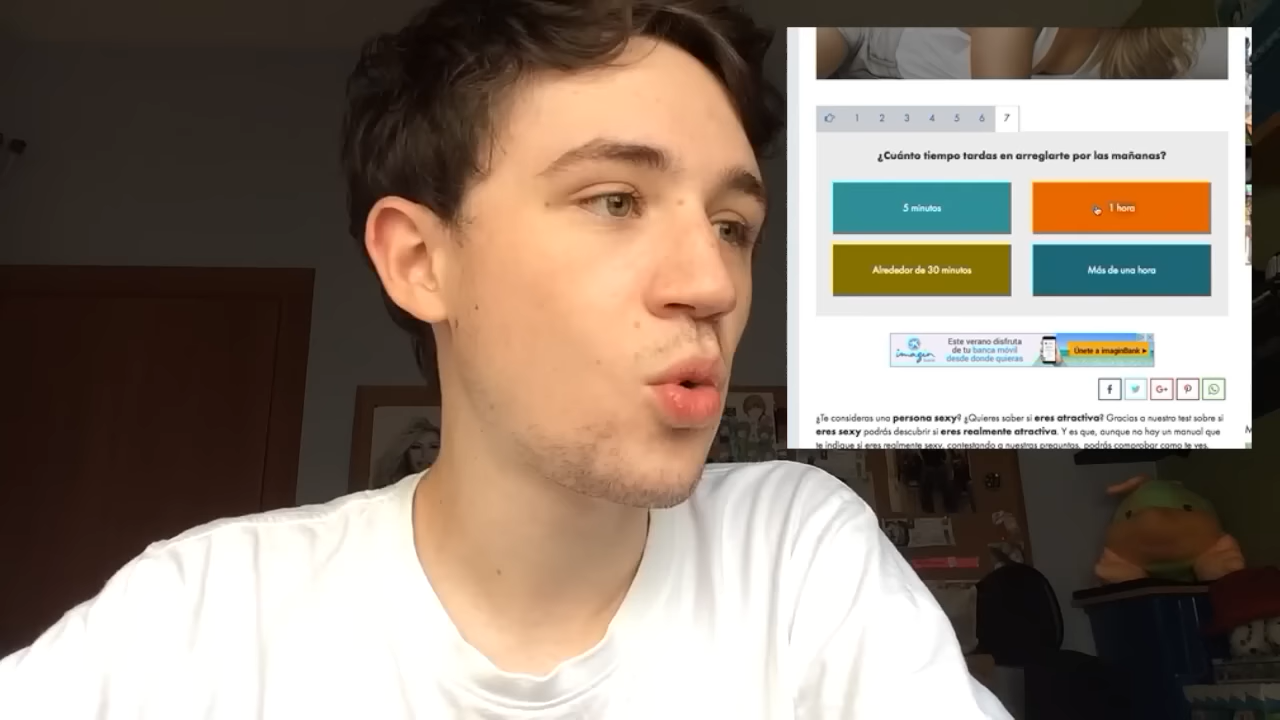 1 2 3 4 5 6 7
¿Cuánto tiempo tardas en arreglarte por las mañanas?
5 minutos
1 hora
Alrededor de 30 minutos
Más de una hora
imagin
Este verano disfruta
de tu banca móvil
desde donde quieras
Únete a imaginBank
¿Te consideras una persona sexy? ¿Quieres saber si eres atractiva? Gracias a nuestro test sobre si
eres sexy podrás descubrir si eres realmente atractiva. Y es que, aunque no hay un manual que
te indique si eres realmente sexy, contestando a nuestras preguntas, podrás comprobar como te ves.